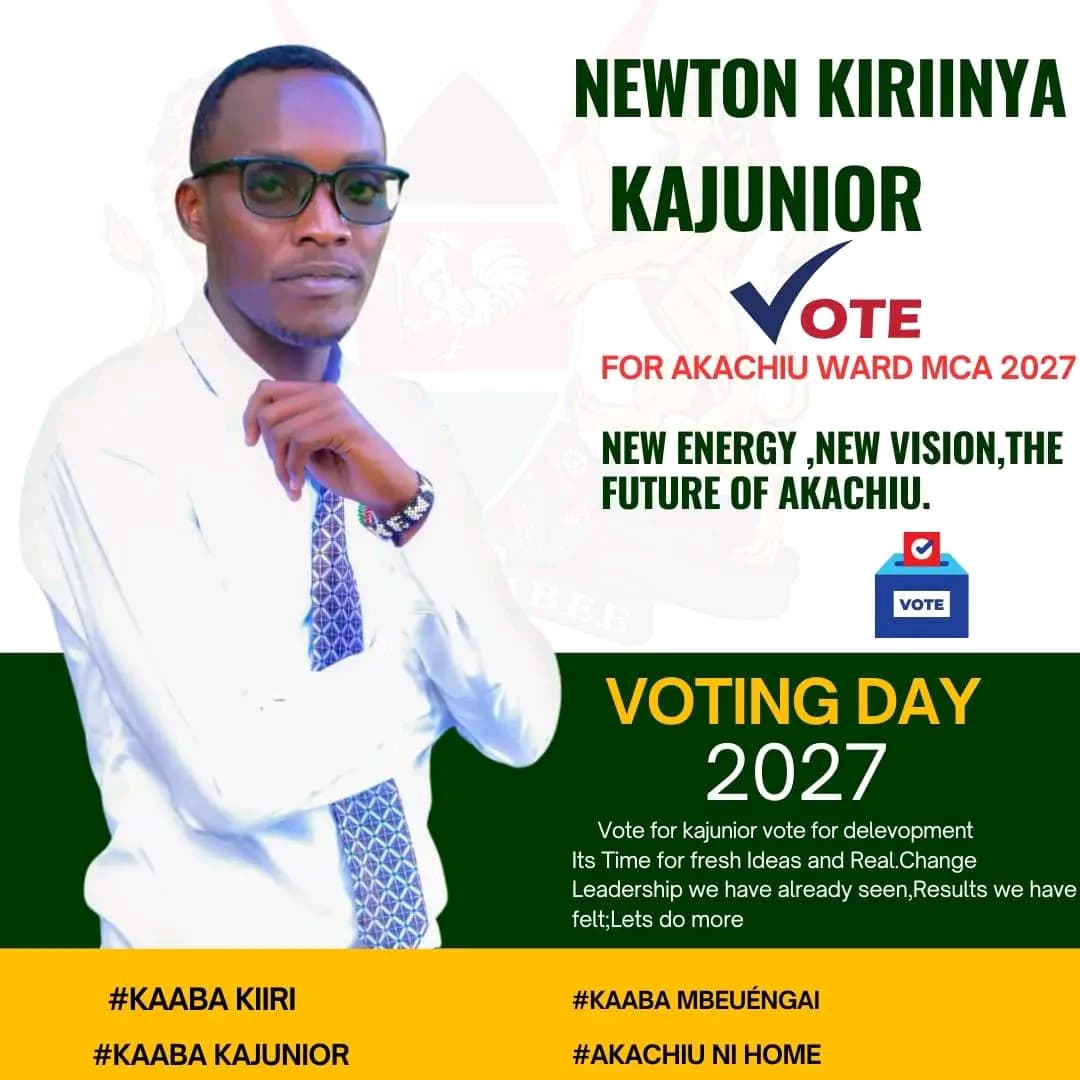 NEWTON KIRIINYA
KAJUNIOR
VOTE
FOR AKACHIU WARD MCA 2027
NEW ENERGY ,NEW VISION,THE
FUTURE OF AKACHIU.
VOTE
VOTING DAY
2027
Vote for kajunior vote for delevopment
Its Time for fresh Ideas and Real.Change
Leadership we have already seen,Results we have
felt;Lets do more
#KAABA KIIRI
#KAABA MBEUÉNGAI
#KAABA KAJUNIOR
#AKACHIU NI HOME